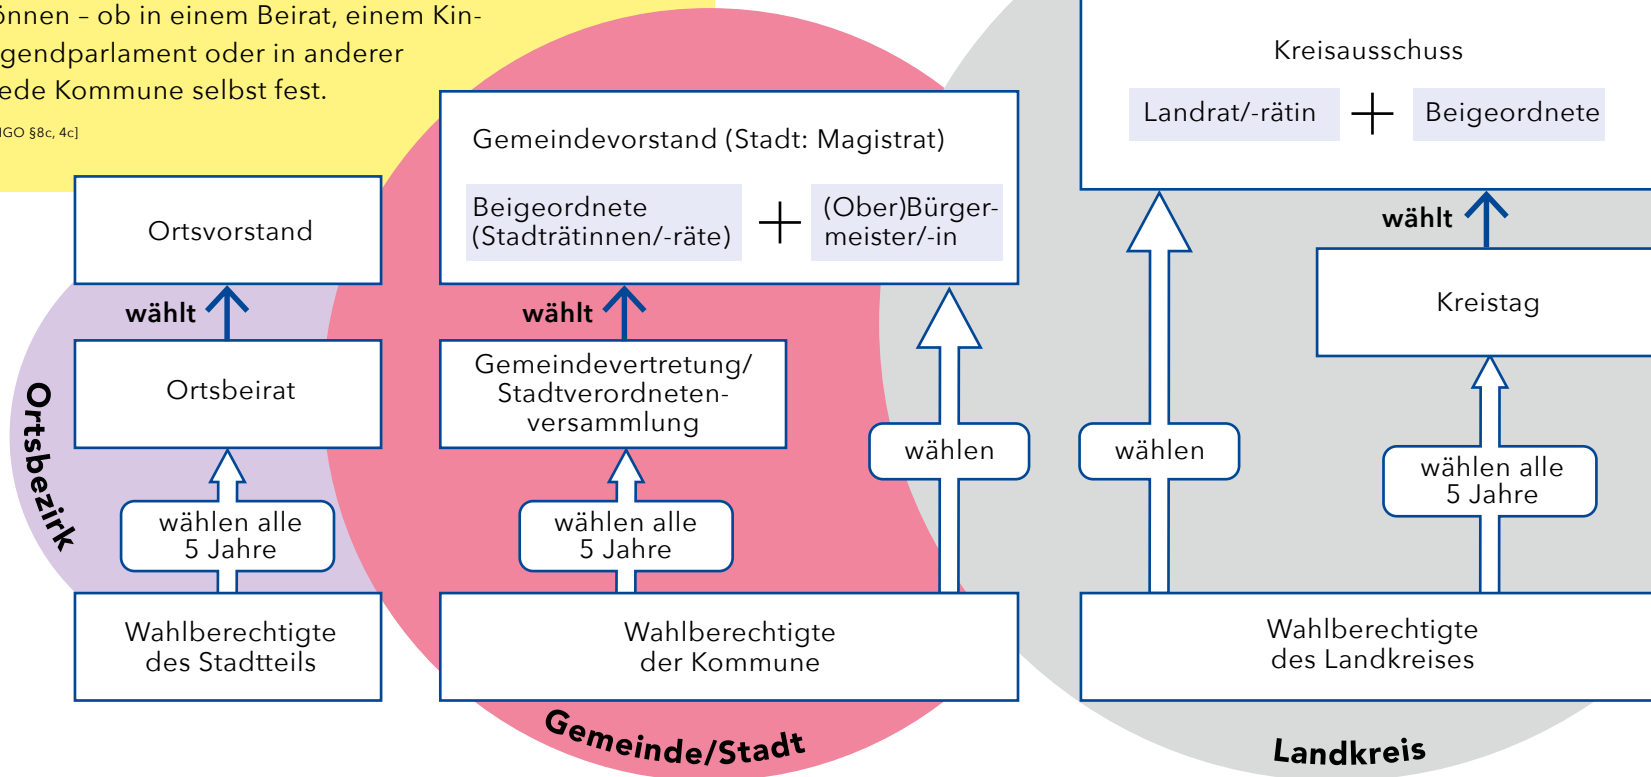 önnen – ob in einem Beirat, einem Kin-
gendparlament oder in anderer
ede Kommune selbst fest.
GO §8c, 4c]
Ortsvorstand
wählt
Ortsbeirat
wählen alle
5 Jahre
Wahlberechtigte
des Stadtteils
Ortsbezirk
Gemeindevorstand (Stadt: Magistrat)
Beigeordnete
(Stadträtinnen/-räte)
+
(Ober)Bürger-
meister/-in
wählt
Gemeindevertretung/
Stadtverordneten-
versammlung
wählen alle
5 Jahre
wählen
Wahlberechtigte
der Kommune
Gemeinde/Stadt
Kreisausschuss
Landrat/-rätin + Beigeordnete
wählt
Kreistag
wählen
wählen alle
5 Jahre
Wahlberechtigte
des Landkreises
Landkreis